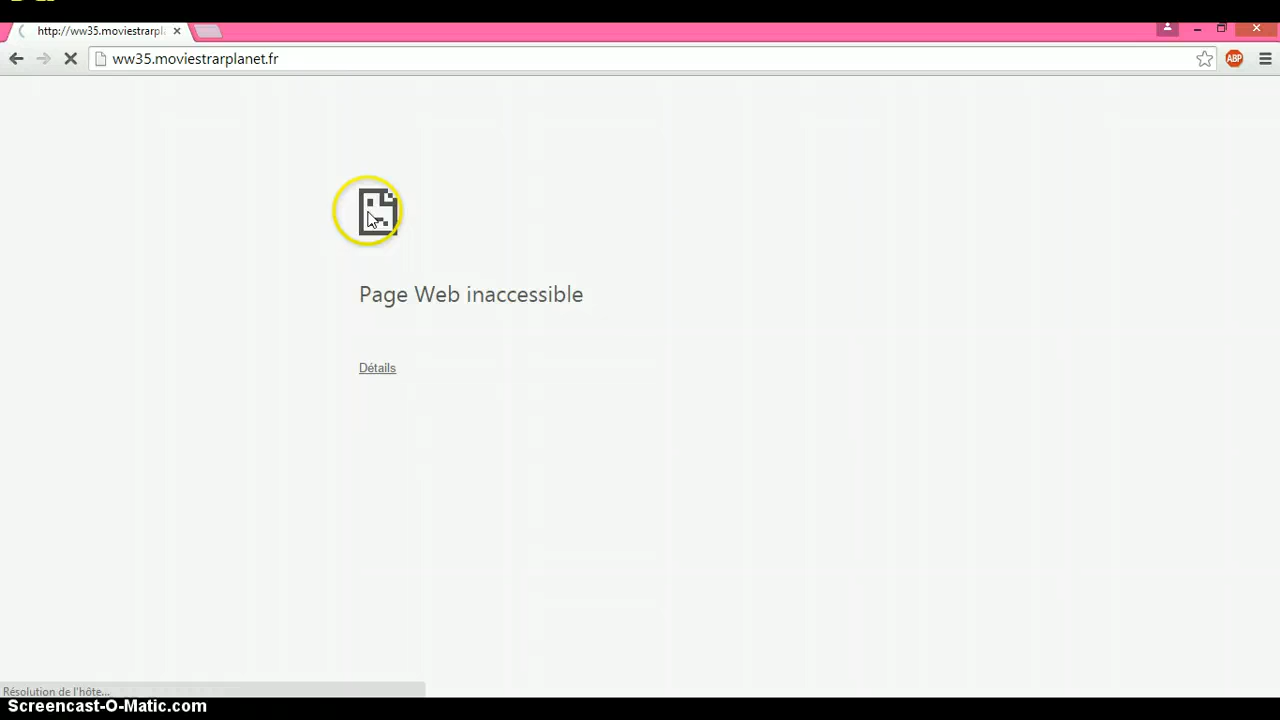 http://ww35.moviestrarpl
ww35.moviestrarplanet.fr
ABP
Page Web inaccessible
Détails
Résolution de l'hôte...
Screencast-O-Matic.com